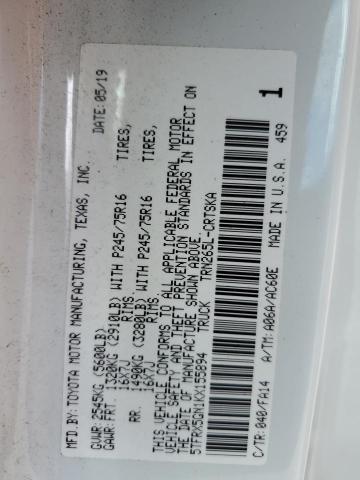 MFD.BY: TOYOTA MOTOR MANUFACTURING, TEXAS, INC. DATE: 05/19
GVWR: 2545KG (5600LB)
GAWR: FRT. 1320KG (2910LB) WITH P245/75R16 TIRES,
16X7J RIMS,
RR. 1490KG (3280LB) WITH P245/75R16 TIRES,
16X7J RIMS.
THIS VEHICLE CONFORMS TO ALL APPLICABLE FEDERAL MOTOR
VEHICLE SAFETY AND THEFT PREVENTION STANDARDS IN EFFECT ON
THE DATE OF MANUFACTURE SHOWN ABOVE.
5TFRX5GN1KX155894 TRUCK TRN265L-CRTSKA
1
C/TR: 040/FA14 A/TM: A06A/AC60E MADE IN U.S.A. 459